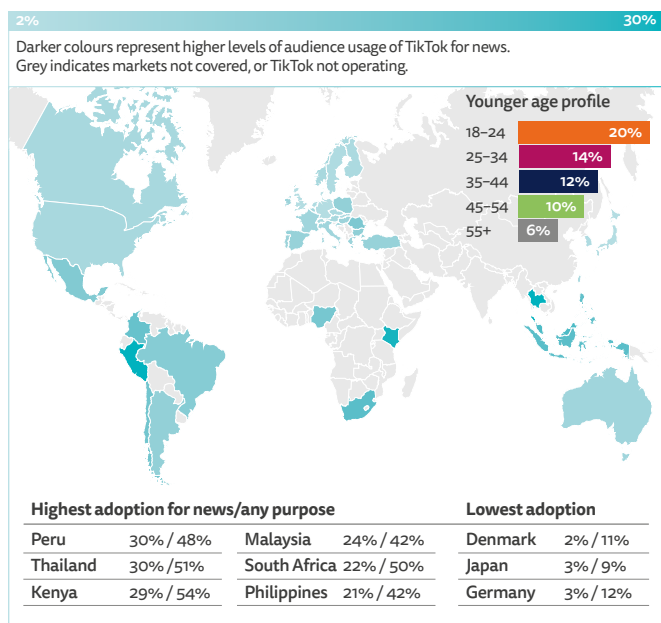 2% 30%
Darker colours represent higher levels of audience usage of TikTok for news.
Grey indicates markets not covered, or TikTok not operating.
Younger age profile
18–24 20%
25–34 14%
35–44 12%
45–54 10%
55+ 6%
Highest adoption for news/any purpose
Peru 30% / 48%
Thailand 30% /51%
Kenya 29% / 54%
Malaysia 24% / 42%
South Africa 22% / 50%
Philippines 21% / 42%
Lowest adoption
Denmark 2% / 11%
Japan 3% / 9%
Germany 3% / 12%